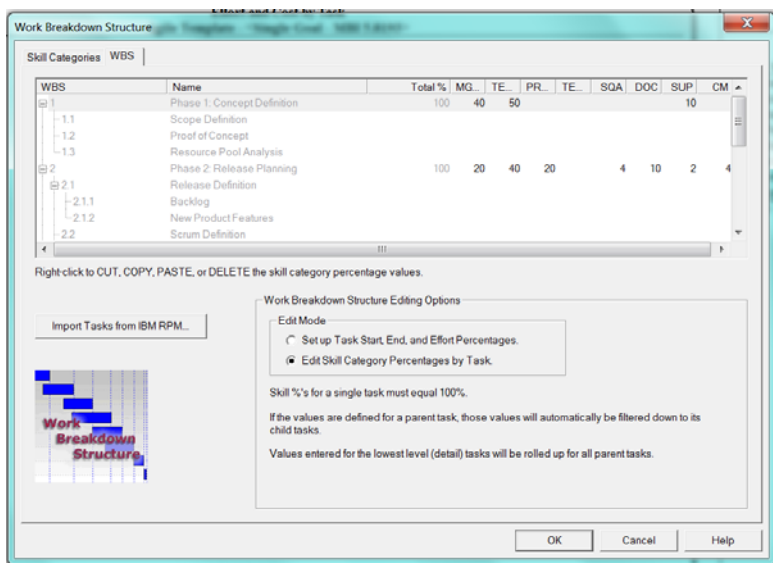 Effort and Cost by Task
Work Breakdown Structure
Skill Categories WBS
WBS Name Total % MG... TE... PR... TE... SQA DOC SUP CM
1 Phase 1: Concept Definition 100 40 50 10
1.1 Scope Definition
1.2 Proof of Concept
1.3 Resource Pool Analysis
2 Phase 2: Release Planning 100 20 40 20 4 10 2 4
2.1 Release Definition
2.1.1 Backlog
2.1.2 New Product Features
2.2 Scrum Definition
Right-click to CUT, COPY, PASTE, or DELETE the skill category percentage values.
Import Tasks from IBM RPM...
Work Breakdown Structure Editing Options
Edit Mode
Set up Task Start, End, and Effort Percentages.
Edit Skill Category Percentages by Task.
Skill %'s for a single task must equal 100%.
If the values are defined for a parent task, those values will automatically be filtered down to its
child tasks.
Values entered for the lowest level (detail) tasks will be rolled up for all parent tasks.
Work
Breakdown
Structure
OK Cancel Help